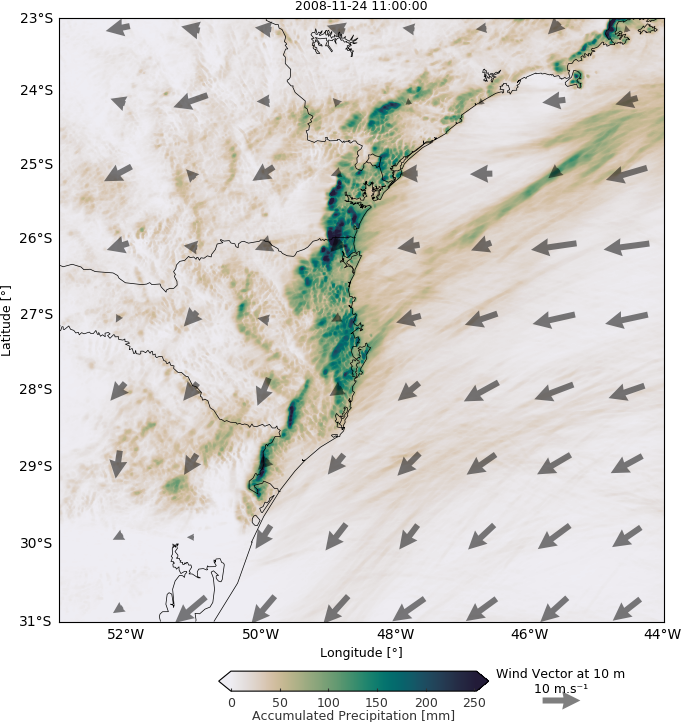 2008-11-24 11:00:00
23°S
24°S
25°S
26°S
27°S
28°S
29°S
30°S
31°S
Latitude [°]
52°W 50°W 48°W 46°W 44°W
Longitude [°]
0 50 100 150 200 250
Accumulated Precipitation [mm]
Wind Vector at 10 m
10 m.s⁻¹